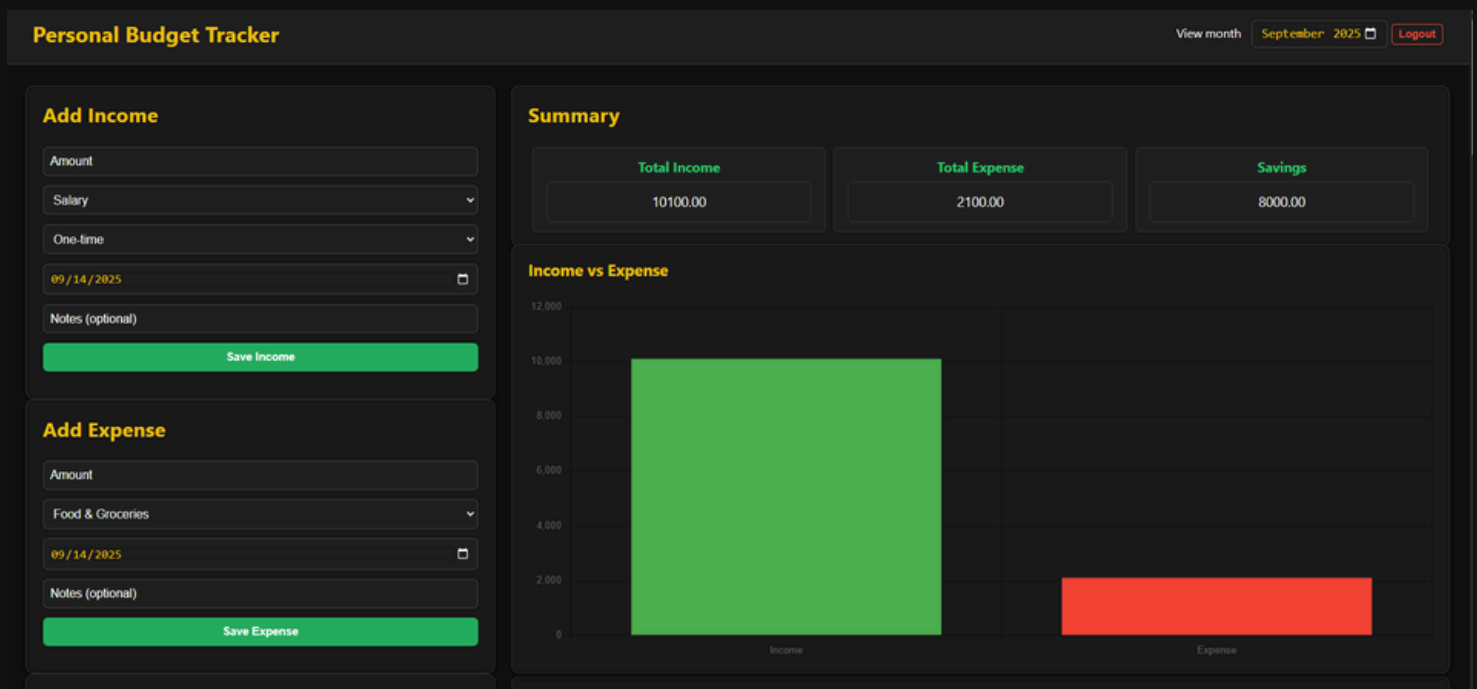 Personal Budget Tracker
View month September 2025 Logout
Add Income
Amount
Salary
One-time
09/14/2025
Notes (optional)
Save Income
Add Expense
Amount
Food & Groceries
09/14/2025
Notes (optional)
Save Expense
Summary
Total Income Total Expense Savings
10100.00 2100.00 8000.00
Income vs Expense
12,000
10,000
8,000
6,000
4,000
2,000
0
Income Expense